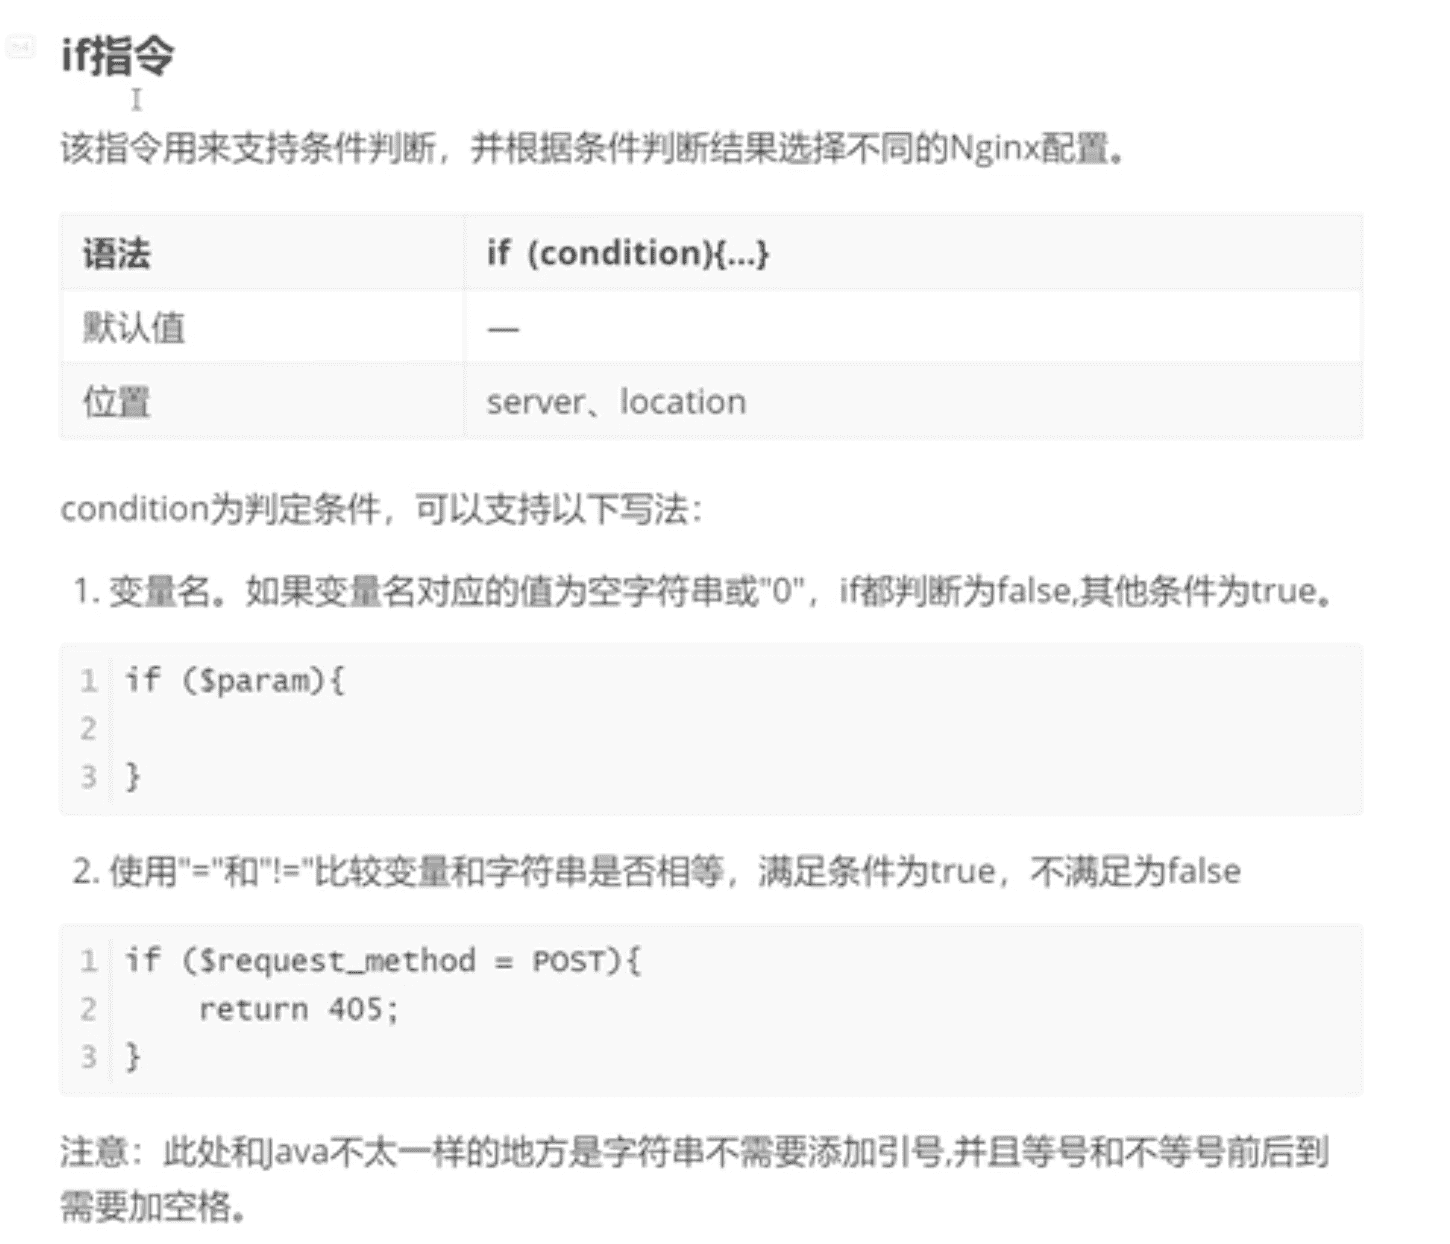 if指令
该指令用来支持条件判断，并根据条件判断结果选择不同的Nginx配置。
语法 if (condition){...}
默认值 —
位置 server、location
condition为判定条件，可以支持以下写法：
1. 变量名。如果变量名对应的值为空字符串或"0"，if都判断为false,其他条件为true。
1 if ($param){
2
3 }
2. 使用"="和"!="比较变量和字符串是否相等，满足条件为true，不满足为false
1 if ($request_method = POST){
2 return 405;
3 }
注意：此处和Java不太一样的地方是字符串不需要添加引号,并且等号和不等号前后到
需要加空格。